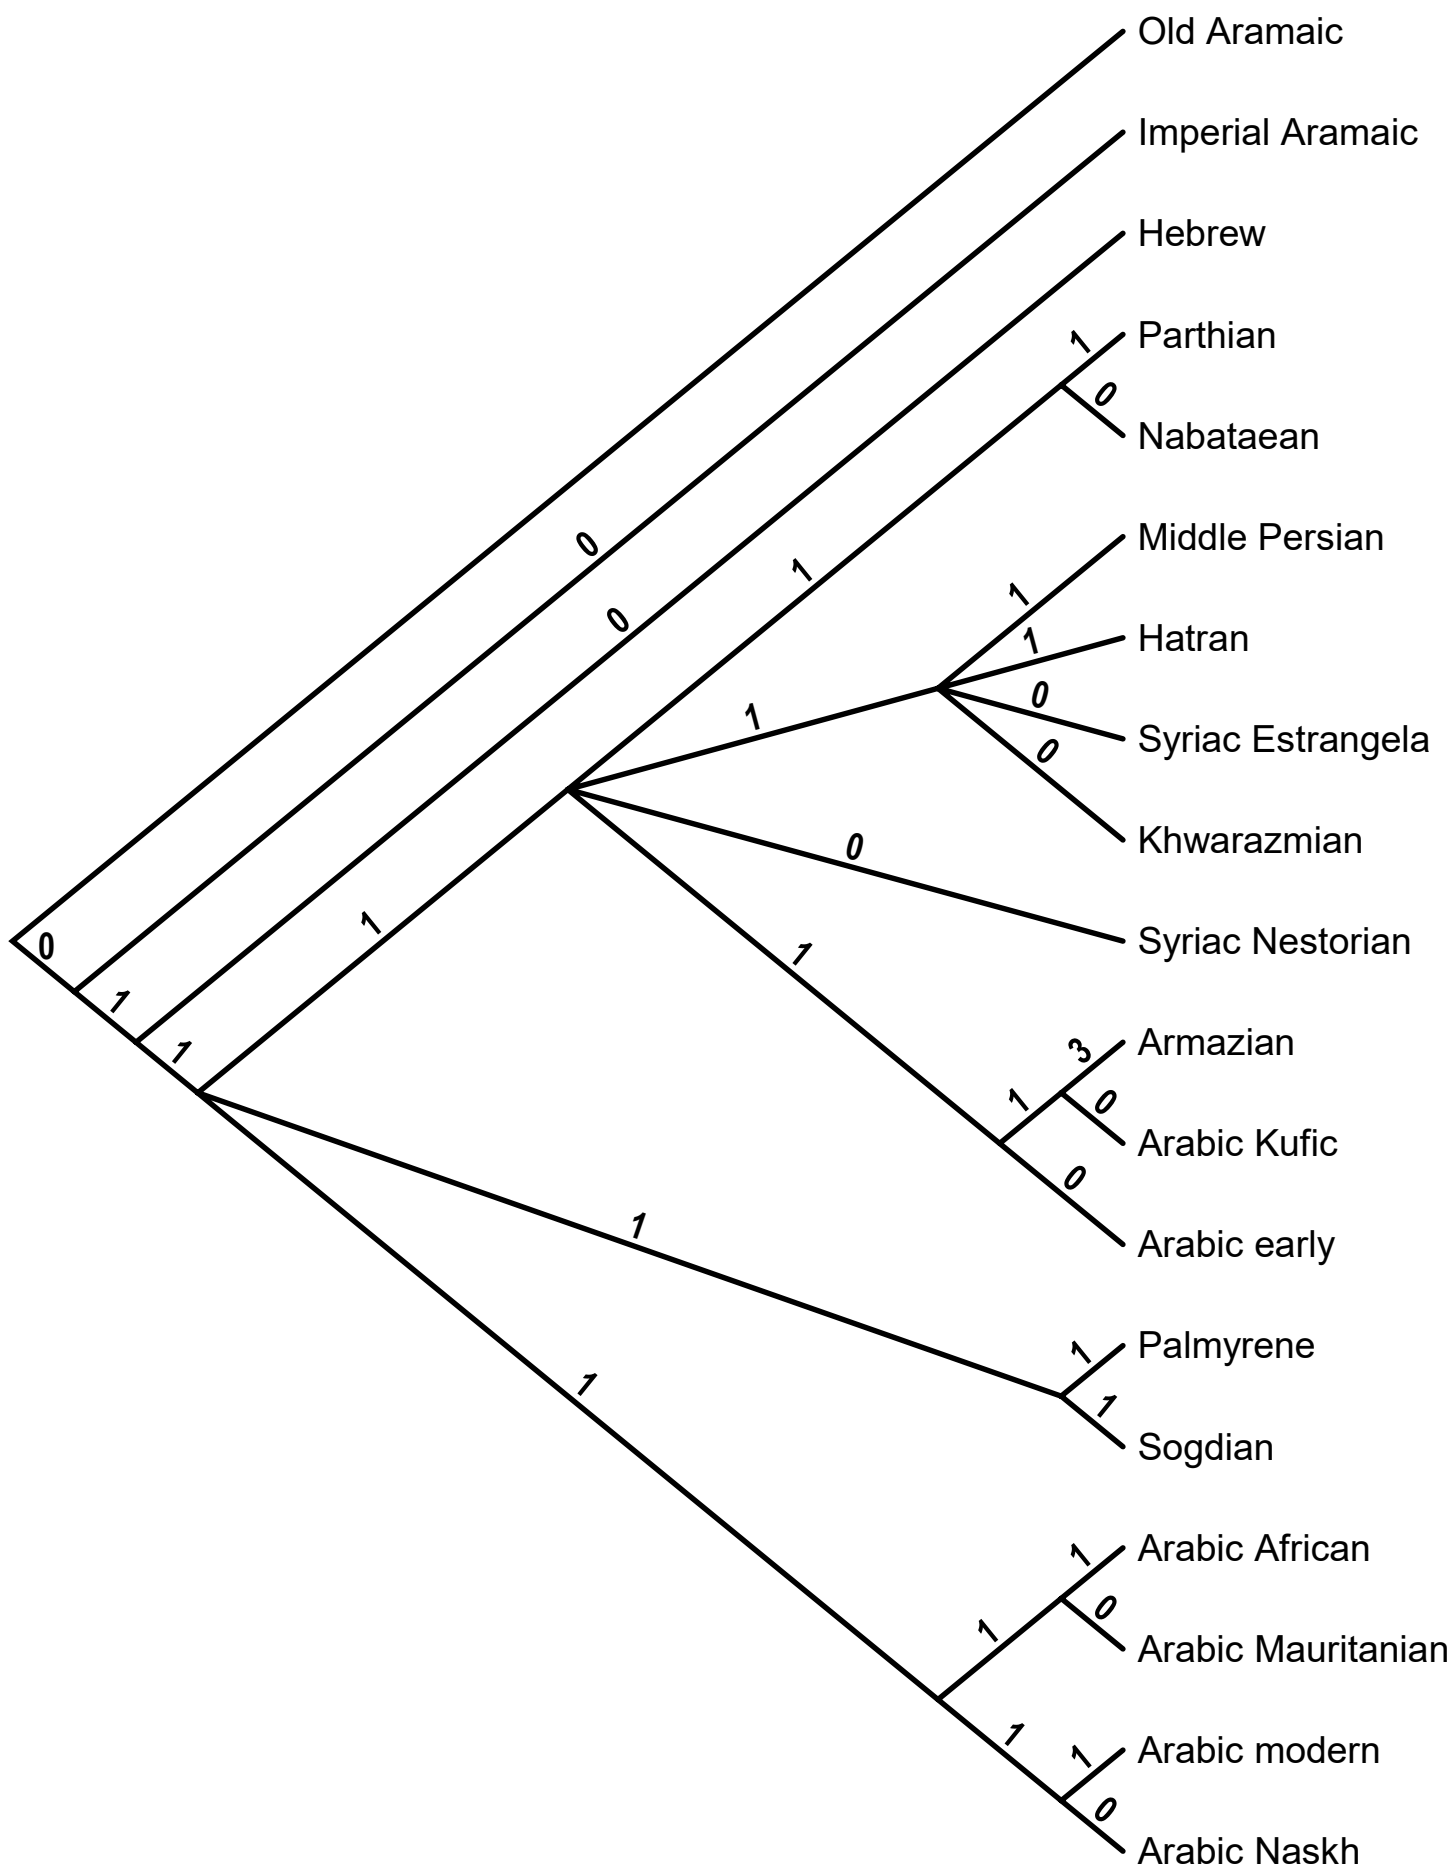 Old Aramaic
Imperial Aramaic
Hebrew
1 Parthian
0
Nabataean
0
1
0
Middle Persian
1
1
Hatran
0
1
Syriac Estrangela
0
Khwarazmian
0
1
0
Syriac Nestorian
1
1
1
3
Armazian
1
0
Arabic Kufic
0
Arabic early
1
1
Palmyrene
1
1
Sogdian
1
Arabic African
0
1
Arabic Mauritanian
1
1
Arabic modern
0
Arabic Naskh